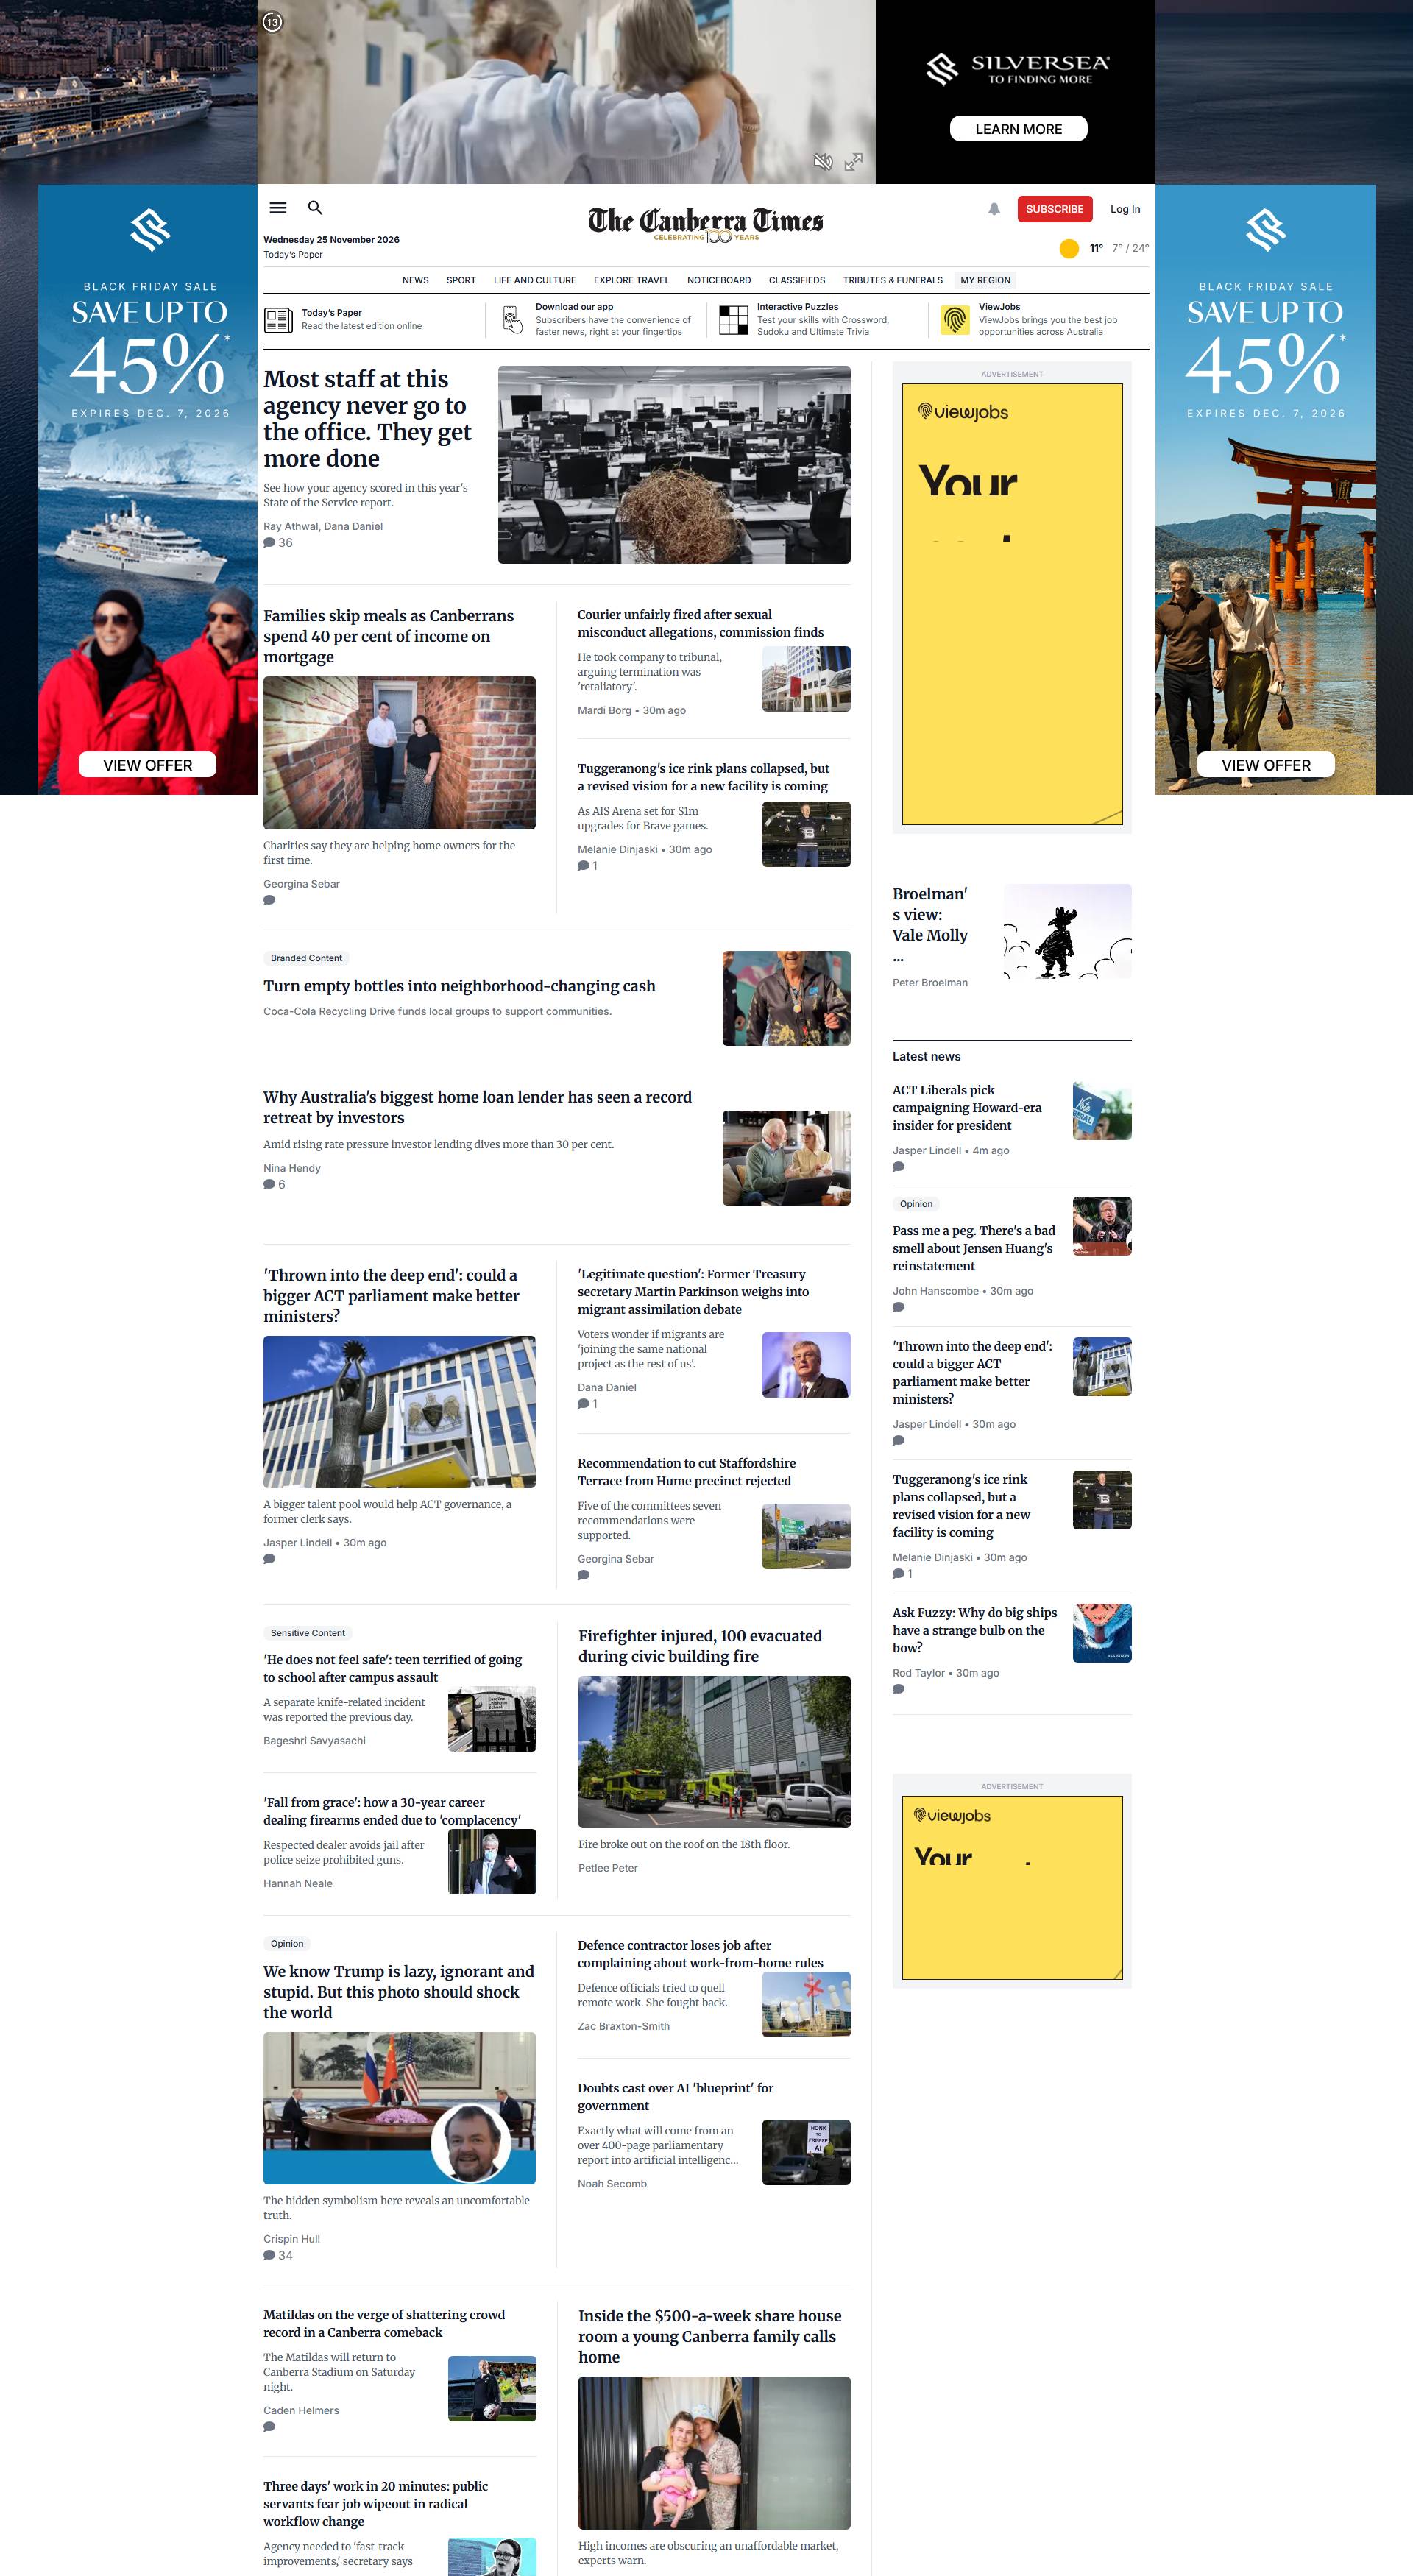 13
SILVERSEA
TO FINDING MORE
LEARN MORE
BLACK FRIDAY SALE
SAVE UP TO
45%*
EXPIRES DEC. 7, 2026
VIEW OFFER
The Canberra Times
CELEBRATING 100 YEARS
SUBSCRIBE
Log In
Wednesday 25 November 2026
Today's Paper
11° 7° / 24°
NEWS SPORT LIFE AND CULTURE EXPLORE TRAVEL NOTICEBOARD CLASSIFIEDS TRIBUTES & FUNERALS MY REGION
Today's Paper
Read the latest edition online
Download our app
Subscribers have the convenience of
faster news, right at your fingertips
Interactive Puzzles
Test your skills with Crossword,
Sudoku and Ultimate Trivia
ViewJobs
ViewJobs brings you the best job
opportunities across Australia
BLACK FRIDAY SALE
SAVE UP TO
45%*
EXPIRES DEC. 7, 2026
VIEW OFFER
Most staff at this
agency never go to
the office. They get
more done
See how your agency scored in this year's
State of the Service report.
Ray Athwal, Dana Daniel
36
Families skip meals as Canberrans
spend 40 per cent of income on
mortgage
Charities say they are helping home owners for the
first time.
Georgina Sebar
Courier unfairly fired after sexual
misconduct allegations, commission finds
He took company to tribunal,
arguing termination was
'retaliatory'.
Mardi Borg • 30m ago
Tuggeranong's ice rink plans collapsed, but
a revised vision for a new facility is coming
As AIS Arena set for $1m
upgrades for Brave games.
Melanie Dinjaski • 30m ago
1
Branded Content
Turn empty bottles into neighborhood-changing cash
Coca-Cola Recycling Drive funds local groups to support communities.
Why Australia's biggest home loan lender has seen a record
retreat by investors
Amid rising rate pressure investor lending dives more than 30 per cent.
Nina Hendy
6
'Thrown into the deep end': could a
bigger ACT parliament make better
ministers?
A bigger talent pool would help ACT governance, a
former clerk says.
Jasper Lindell • 30m ago
'Legitimate question': Former Treasury
secretary Martin Parkinson weighs into
migrant assimilation debate
Voters wonder if migrants are
'joining the same national
project as the rest of us'.
Dana Daniel
1
Recommendation to cut Staffordshire
Terrace from Hume precinct rejected
Five of the committees seven
recommendations were
supported.
Georgina Sebar
Sensitive Content
'He does not feel safe': teen terrified of going
to school after campus assault
A separate knife-related incident
was reported the previous day.
Bageshri Savyasachi
Caroline
Chisholm
School
'Fall from grace': how a 30-year career
dealing firearms ended due to 'complacency'
Respected dealer avoids jail after
police seize prohibited guns.
Hannah Neale
Firefighter injured, 100 evacuated
during civic building fire
Fire broke out on the roof on the 18th floor.
Petlee Peter
Opinion
We know Trump is lazy, ignorant and
stupid. But this photo should shock
the world
The hidden symbolism here reveals an uncomfortable
truth.
Crispin Hull
34
Defence contractor loses job after
complaining about work-from-home rules
Defence officials tried to quell
remote work. She fought back.
Zac Braxton-Smith
Doubts cast over AI 'blueprint' for
government
Exactly what will come from an
over 400-page parliamentary
report into artificial intelligenc...
Noah Secomb
HONK
TO
FREEZE
AI
Matildas on the verge of shattering crowd
record in a Canberra comeback
The Matildas will return to
Canberra Stadium on Saturday
night.
Caden Helmers
Three days' work in 20 minutes: public
servants fear job wipeout in radical
workflow change
Agency needed to 'fast-track
improvements,' secretary says
Inside the $500-a-week share house
room a young Canberra family calls
home
High incomes are obscuring an unaffordable market,
experts warn.
ADVERTISEMENT
viewjobs
Your
Broelman'
s view:
Vale Molly
...
Peter Broelman
Latest news
ACT Liberals pick
campaigning Howard-era
insider for president
Jasper Lindell • 4m ago
Vote
Opinion
Pass me a peg. There's a bad
smell about Jensen Huang's
reinstatement
John Hanscombe • 30m ago
'Thrown into the deep end':
could a bigger ACT
parliament make better
ministers?
Jasper Lindell • 30m ago
Tuggeranong's ice rink
plans collapsed, but a
revised vision for a new
facility is coming
Melanie Dinjaski • 30m ago
1
Ask Fuzzy: Why do big ships
have a strange bulb on the
bow?
Rod Taylor • 30m ago
ASK FUZZY
ADVERTISEMENT
viewjobs
Your